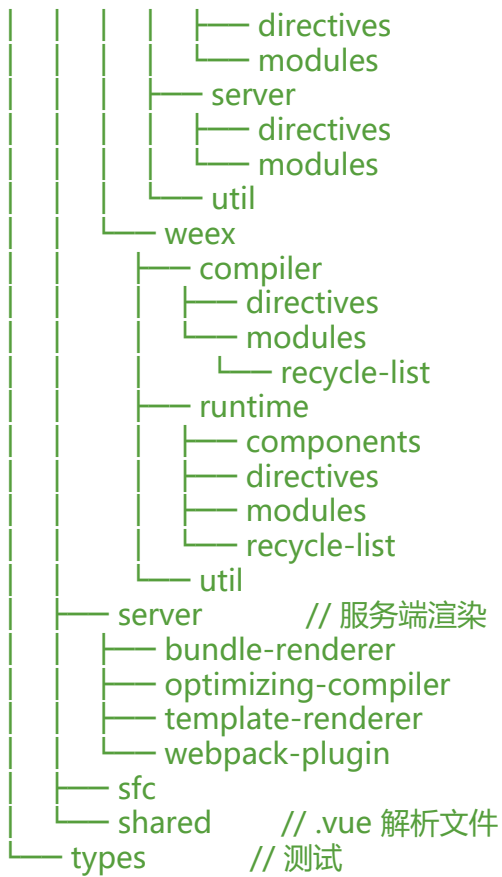 │   │   │   │   ├── directives
│   │   │   │   └── modules
│   │   │   ├── server
│   │   │   │   ├── directives
│   │   │   │   └── modules
│   │   │   └── util
│   │   └── weex
│   │       ├── compiler
│   │       │   ├── directives
│   │       │   └── modules
│   │       │       └── recycle-list
│   │       ├── runtime
│   │       │   ├── components
│   │       │   ├── directives
│   │       │   ├── modules
│   │       │   └── recycle-list
│   │       └── util
│   ├── server          // 服务端渲染
│   │   ├── bundle-renderer
│   │   ├── optimizing-compiler
│   │   ├── template-renderer
│   │   └── webpack-plugin
│   ├── sfc
│   └── shared       // .vue 解析文件
└── types          // 测试